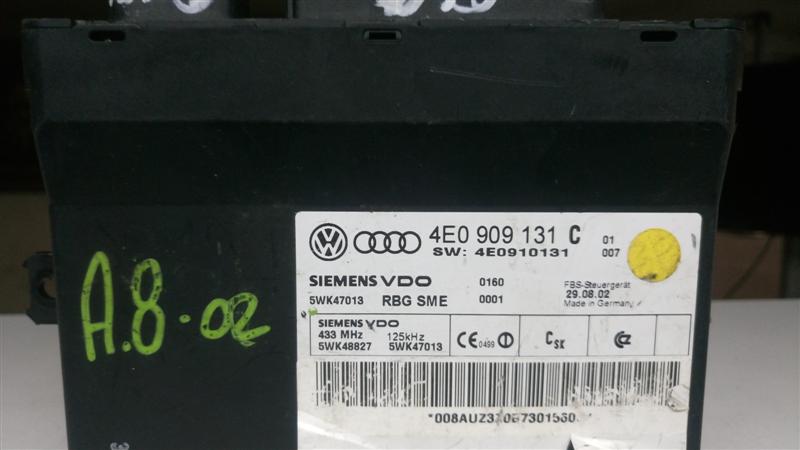 4E0 909 131 C 01
SW: 4E0910131 007
SIEMENS VDO 0160 FBS-Steuergerät
5WK47013 RBG SME 0001 29.08.02
Made in Germany
SIEMENS VDO
433 MHz 125kHz
5WK48827 5WK47013 CE 0499 CSK
A.8-02